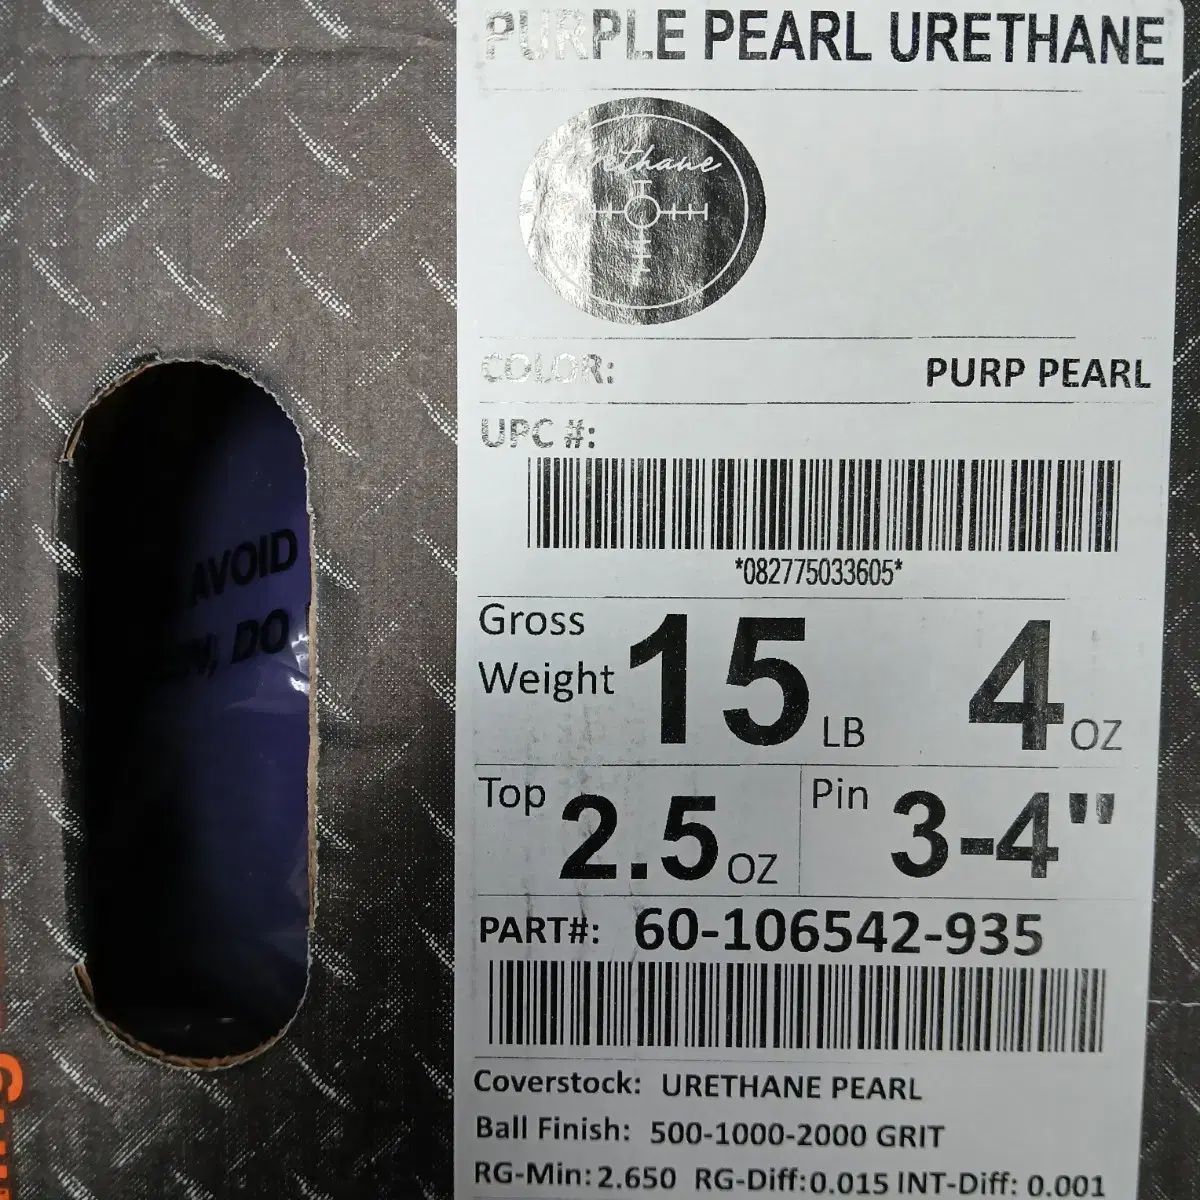 PURPLE PEARL URETHANE
Urethane
COLOR: PURP PEARL
UPC #:
*082775033605*
Gross Weight 15 LB 4 OZ
Top 2.5 OZ Pin 3-4"
PART#: 60-106542-935
Coverstock: URETHANE PEARL
Ball Finish: 500-1000-2000 GRIT
RG-Min: 2.650 RG-Diff: 0.015 INT-Diff: 0.001
AVOID
DO